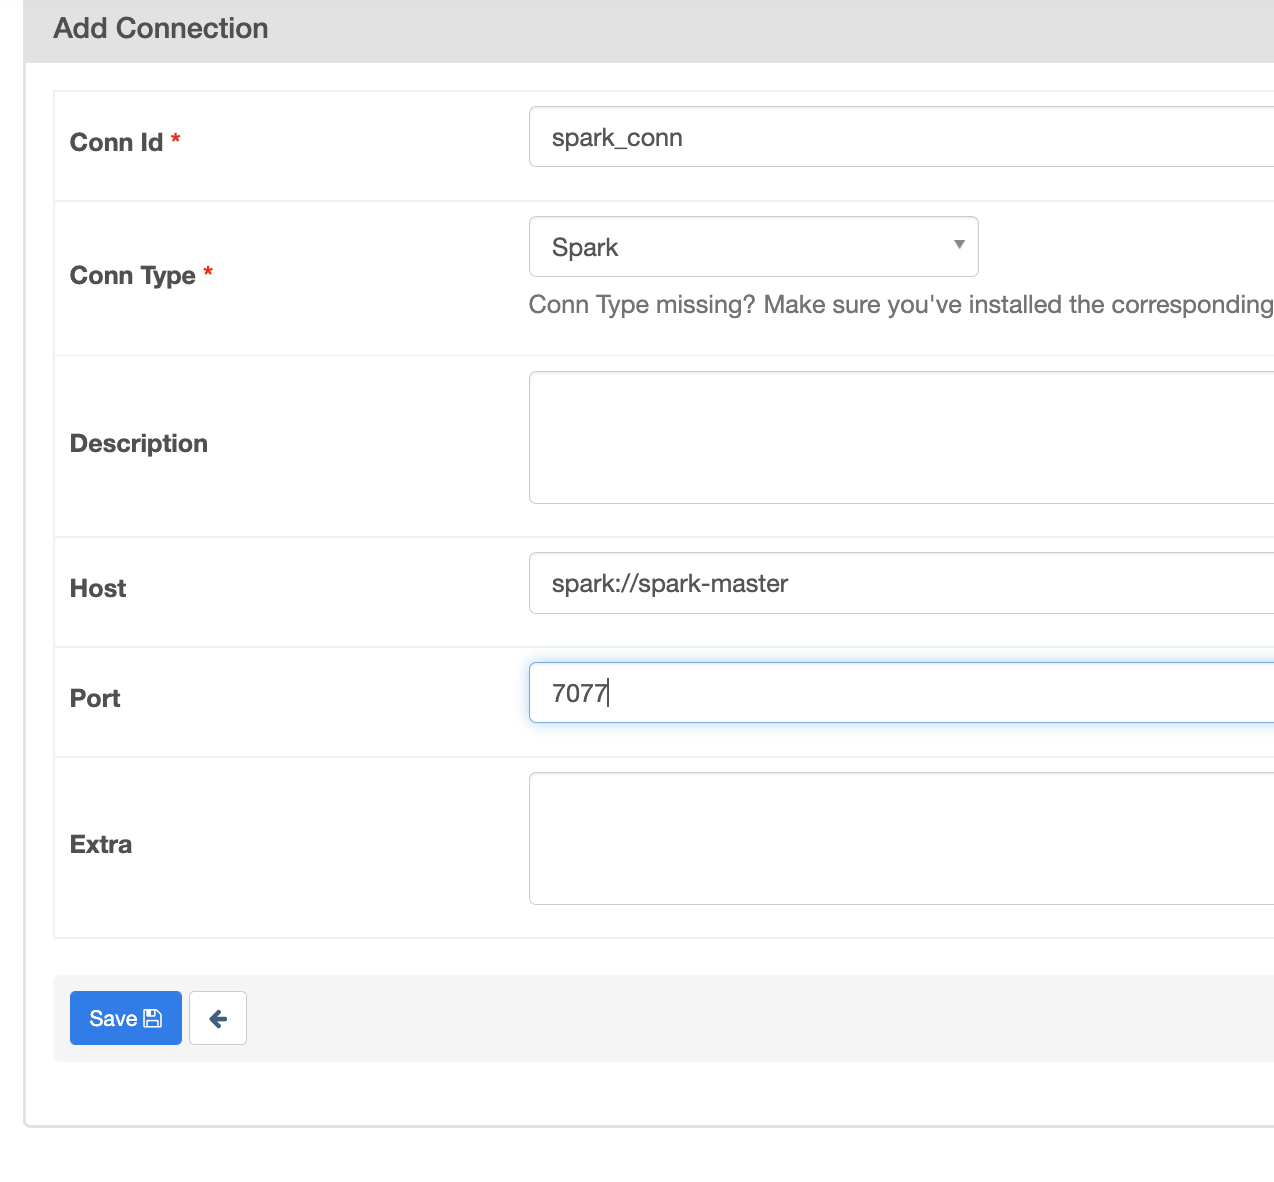 Add Connection
Conn Id *
spark_conn
Conn Type *
Spark
Conn Type missing? Make sure you've installed the corresponding
Description
Host
spark://spark-master
Port
7077
Extra
Save